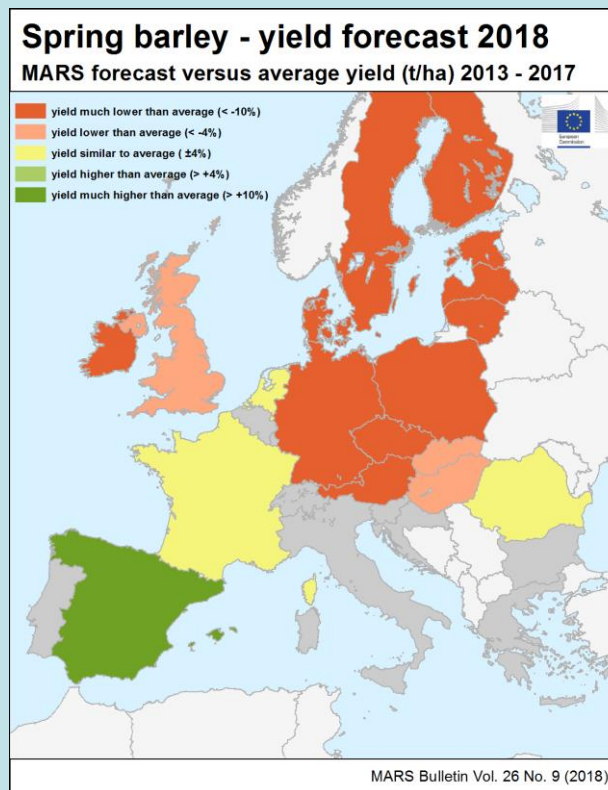 Spring barley - yield forecast 2018
MARS forecast versus average yield (t/ha) 2013 - 2017
yield much lower than average (< -10%)
yield lower than average (< -4%)
yield similar to average ( ±4%)
yield higher than average (> +4%)
yield much higher than average (> +10%)
European
Commission
MARS Bulletin Vol. 26 No. 9 (2018)